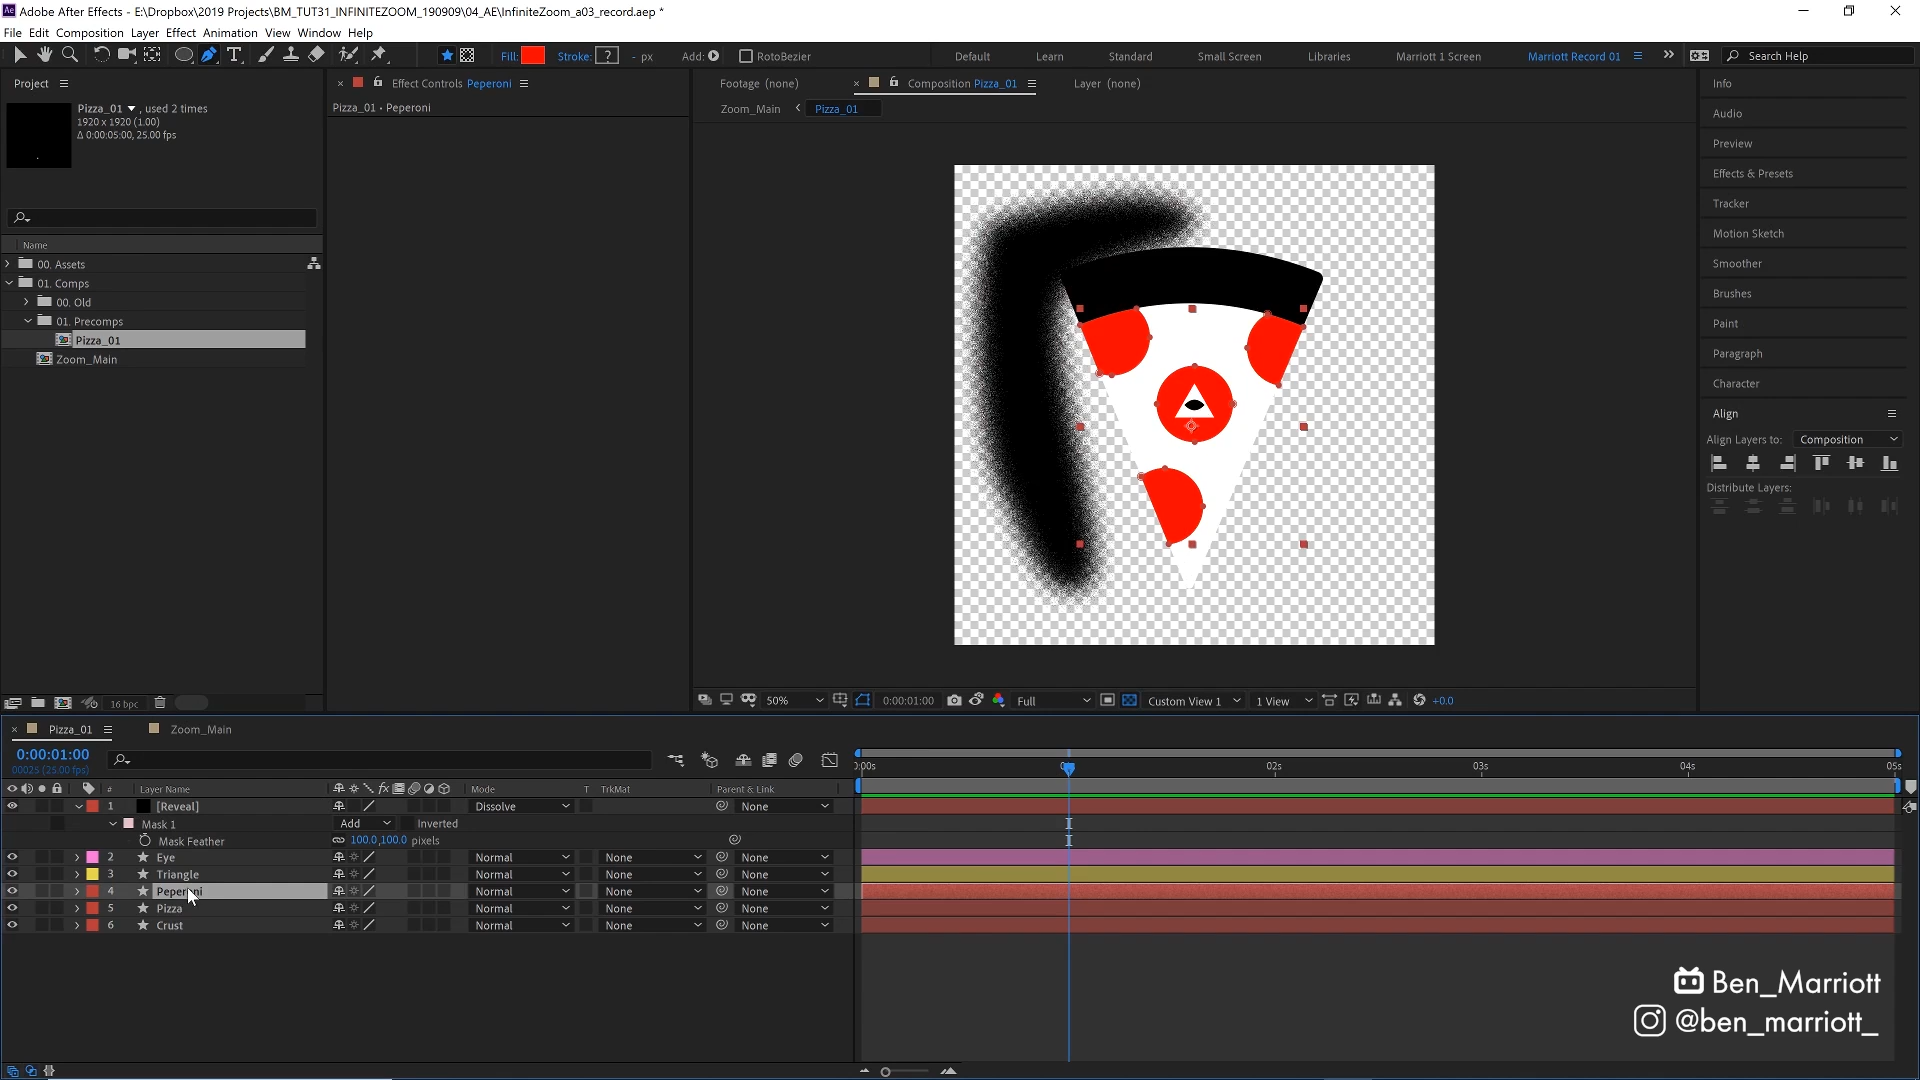 Adobe After Effects - E:\Dropbox\2019 Projects\BM_TUT31_INFINITEZOOM_190909\04_AE\InfiniteZoom_a03_record.aep *
File Edit Composition Layer Effect Animation View Window Help
Fill: Stroke: ? - px Add: RotoBezier Default Learn Standard Small Screen Libraries Marriott 1 Screen Marriott Record 01 Search Help
Project
Pizza_01 , used 2 times
1920 x 1920 (1.00)
Δ 0:00:05:00, 25.00 fps
Name
00. Assets
01. Comps
00. Old
01. Precomps
Pizza_01
Zoom_Main
16 bpc
Effect Controls Peperoni
Pizza_01 • Peperoni
Footage (none) Composition Pizza_01 Layer (none)
Zoom_Main Pizza_01
50% 0:00:01:00 Full Custom View 1 1 View +0.0
Info
Audio
Preview
Effects & Presets
Tracker
Motion Sketch
Smoother
Wiggler
Brushes
Paint
Paragraph
Character
Align
Align Layers to: Composition
Distribute Layers:
Pizza_01 Zoom_Main
0:00:01:00
00025 (25.00 fps)
0:00s 02s 03s 04s 05s
# Layer Name Mode T TrkMat Parent & Link
1 [Reveal] Dissolve None
Mask 1 Add Inverted
Mask Feather 100.0,100.0 pixels
2 Eye Normal None None
3 Triangle Normal None None
4 Peperoni Normal None None
5 Pizza Normal None None
6 Crust Normal None None
Ben_Marriott
@ben_marriott_